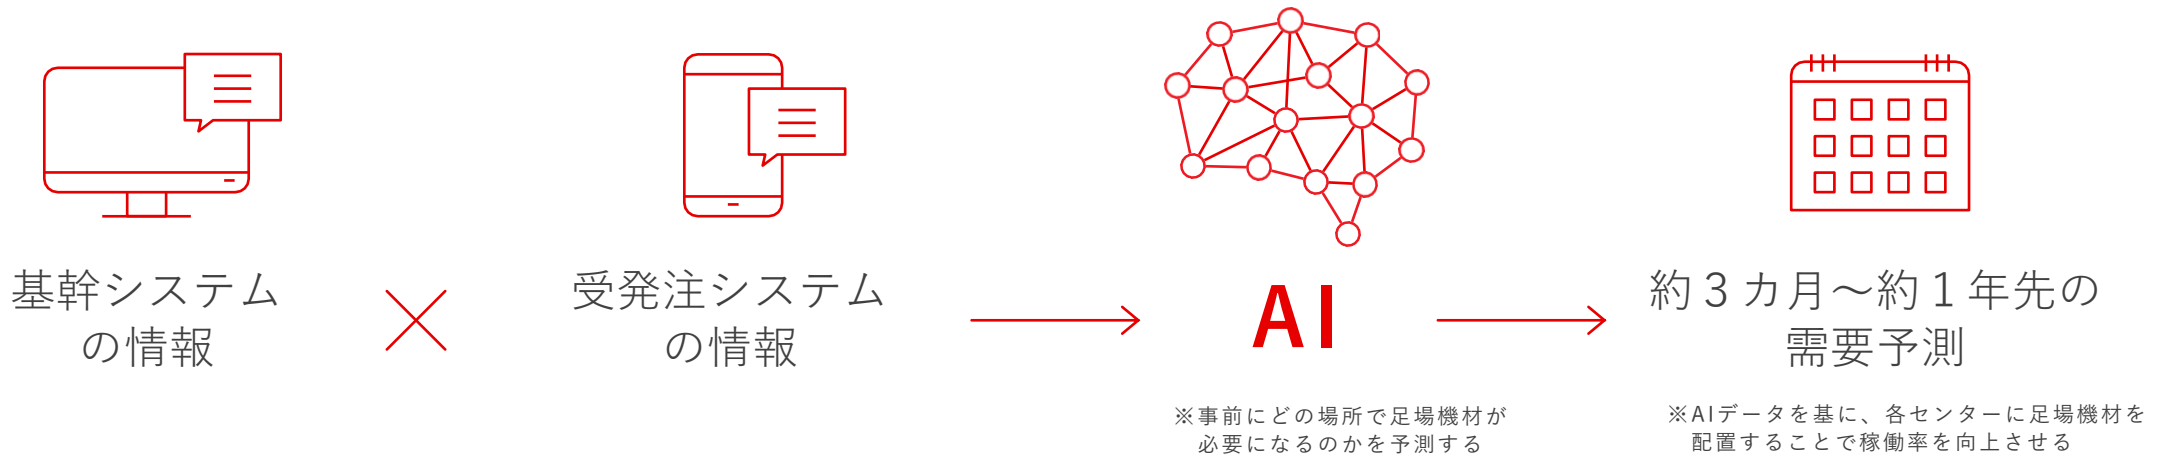 基幹システム
の情報
受発注システム
の情報
AI
※事前にどの場所で足場機材が
必要になるのかを予測する
約3カ月～約1年先の
需要予測
※AIデータを基に、各センターに足場機材を
配置することで稼働率を向上させる